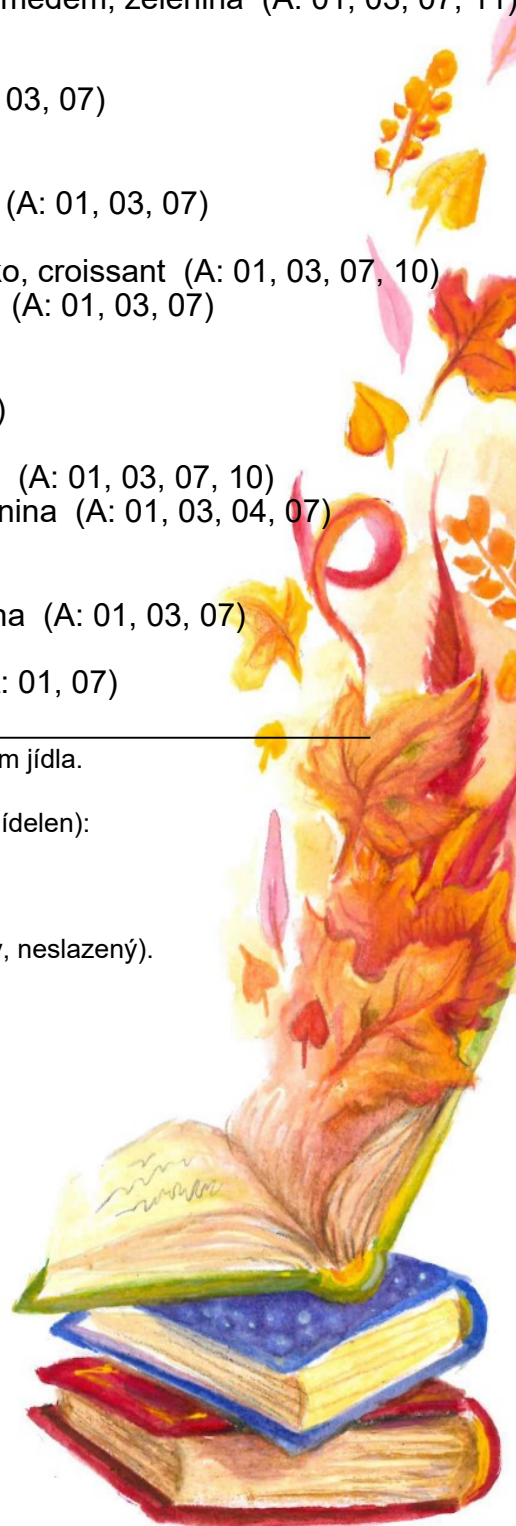 medem, zelenina (A: 01, 03, 07, 11)
03, 07)
(A: 01, 03, 07)
ko, croissant (A: 01, 03, 07, 10)
(A: 01, 03, 07)
)
(A: 01, 03, 07, 10)
nina (A: 01, 03, 04, 07)
na (A: 01, 03, 07)
: 01, 07)
m jídla.
ídelen):
, neslazený).